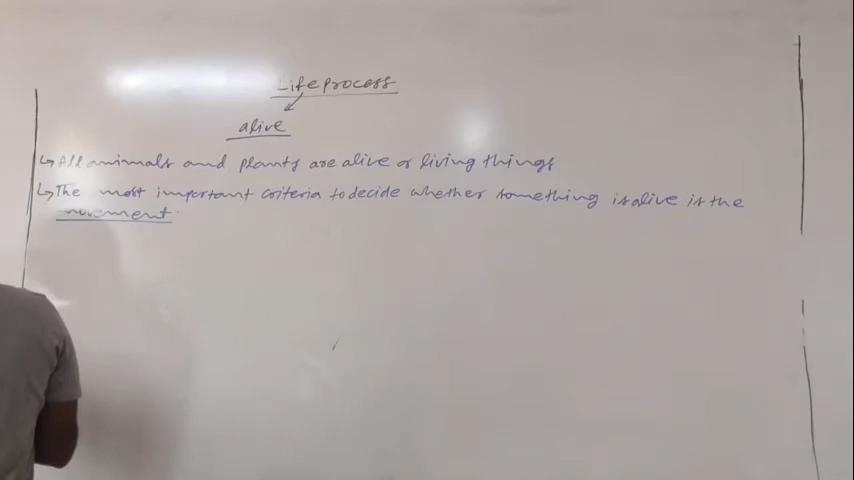 Life process
alive
↳ All animals and plants are alive or living things
↳ The most important criteria to decide whether something is alive is the
movement.